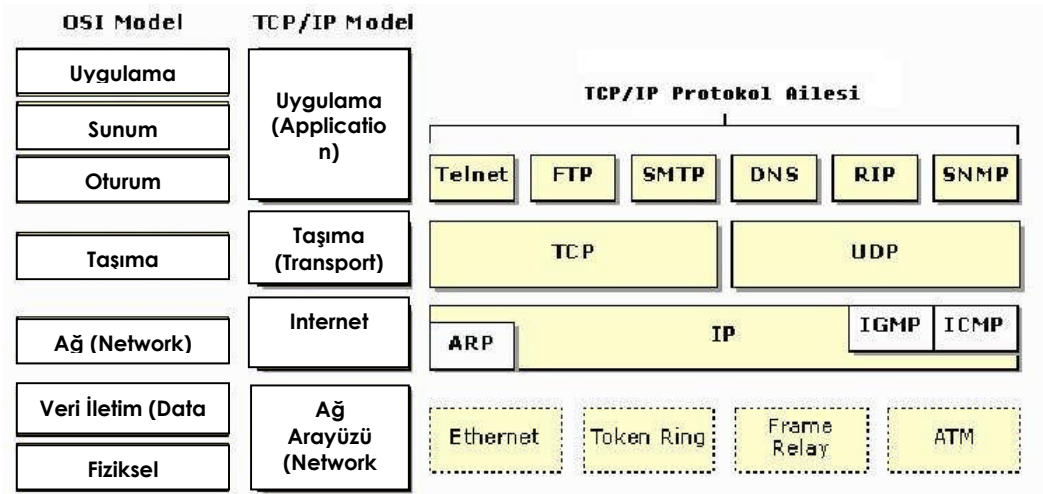 OSI Model
TCP/IP Model
Uygulama
Sunum
Oturum
Taşıma
Ağ (Network)
Veri İletim (Data
Fiziksel
Uygulama
(Applicatio
n)
Taşıma
(Transport)
Internet
Ağ
Arayüzü
(Network
TCP/IP Protokol Ailesi
Telnet FTP SMTP DNS RIP SNMP
TCP UDP
ARP IP IGMP ICMP
Ethernet Token Ring Frame
Relay
ATM